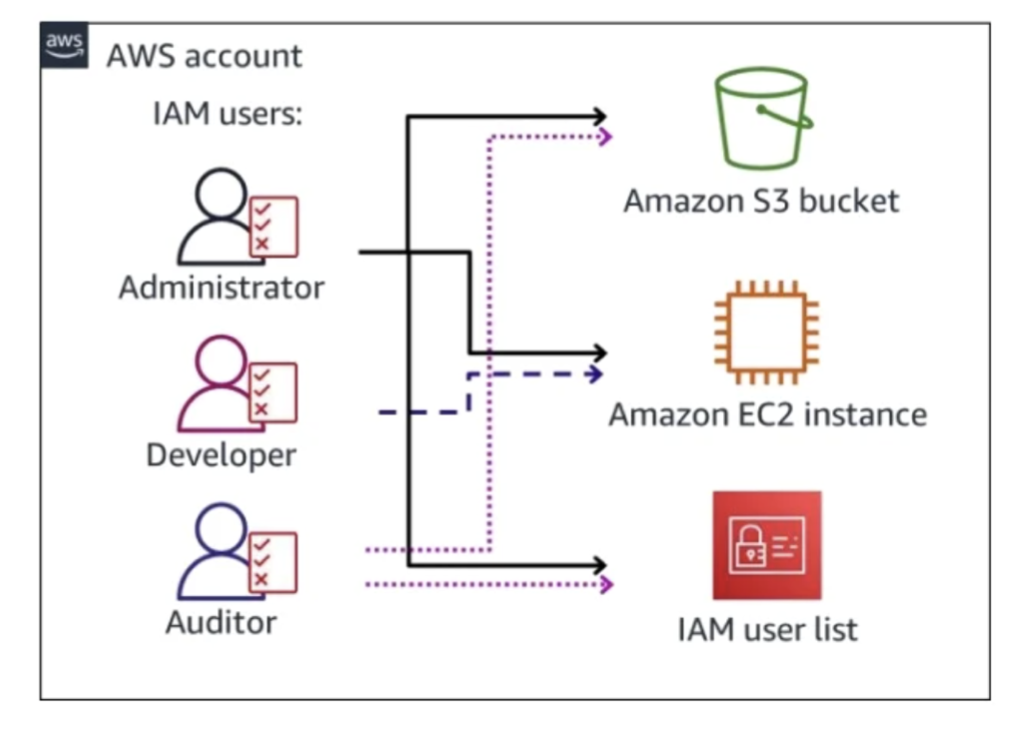 aws
AWS account
IAM users:
Administrator
Developer
Auditor
Amazon S3 bucket
Amazon EC2 instance
IAM user list